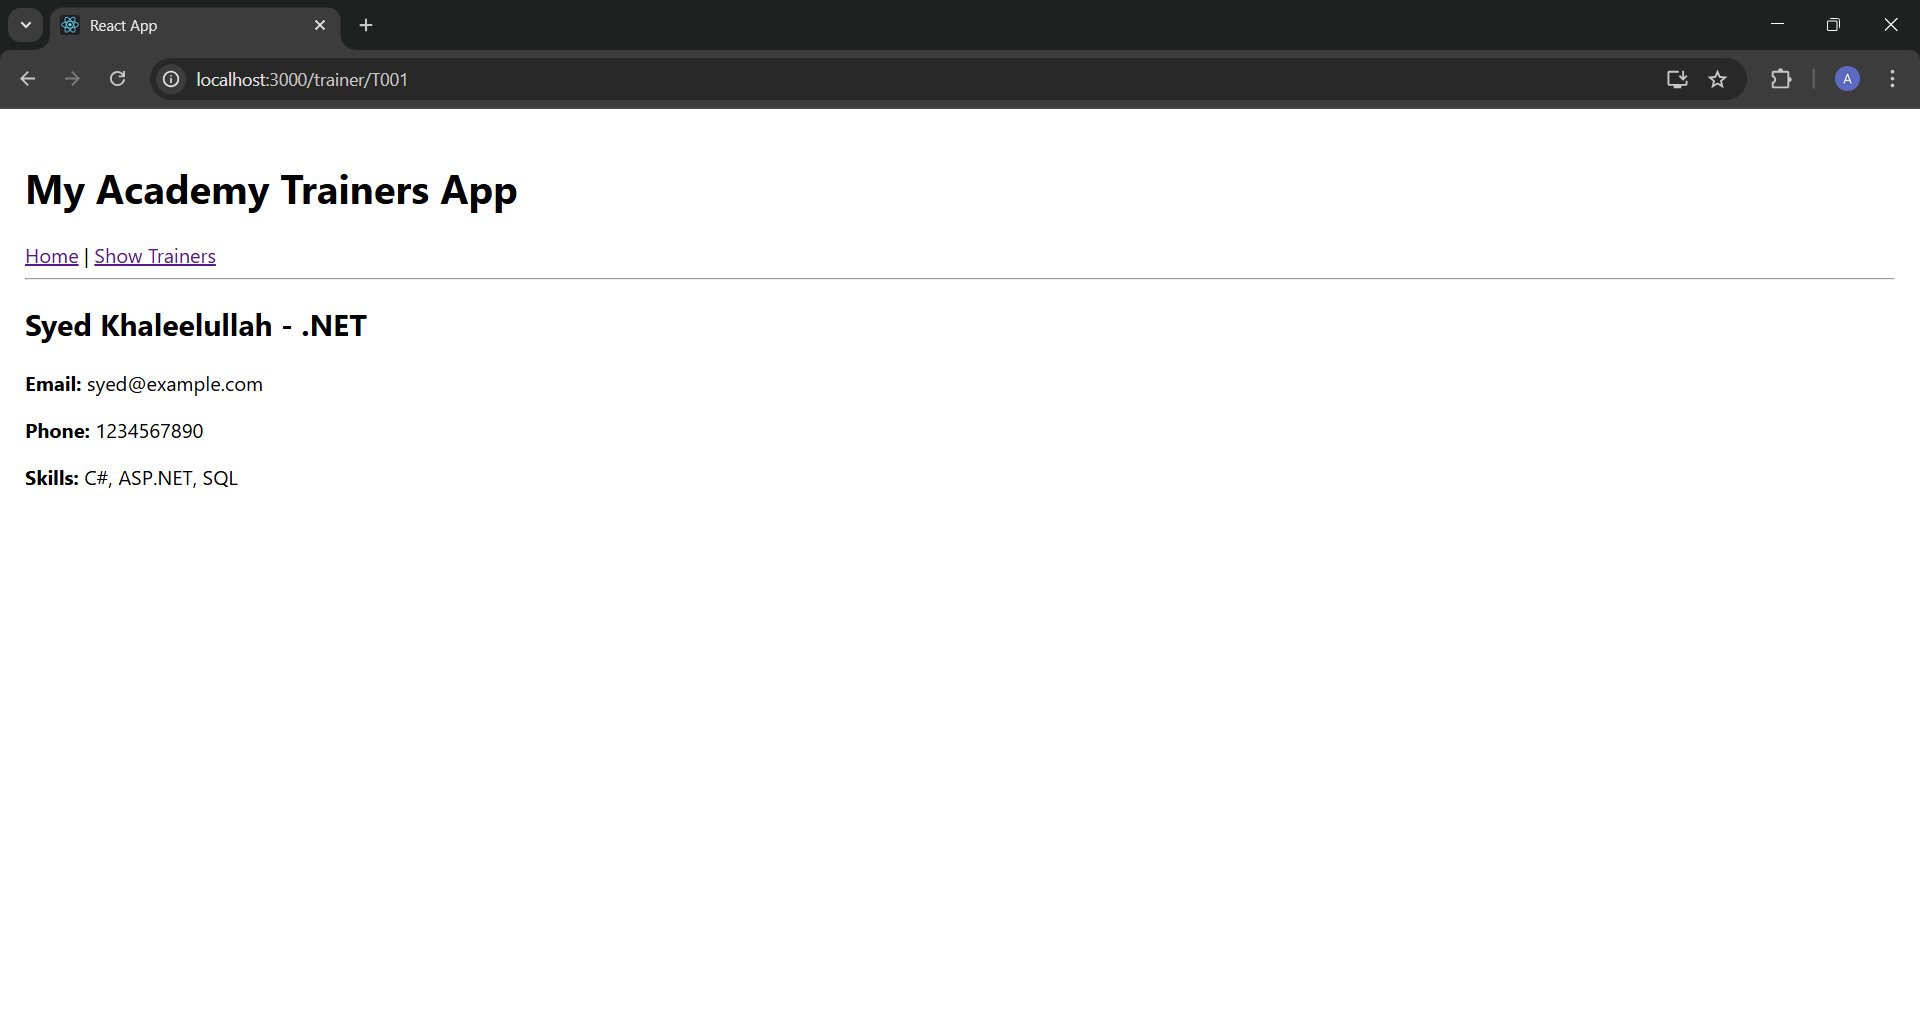 React App
localhost:3000/trainer/T001
A
My Academy Trainers App
Home | Show Trainers
Syed Khaleelullah - .NET
Email: syed@example.com
Phone: 1234567890
Skills: C#, ASP.NET, SQL